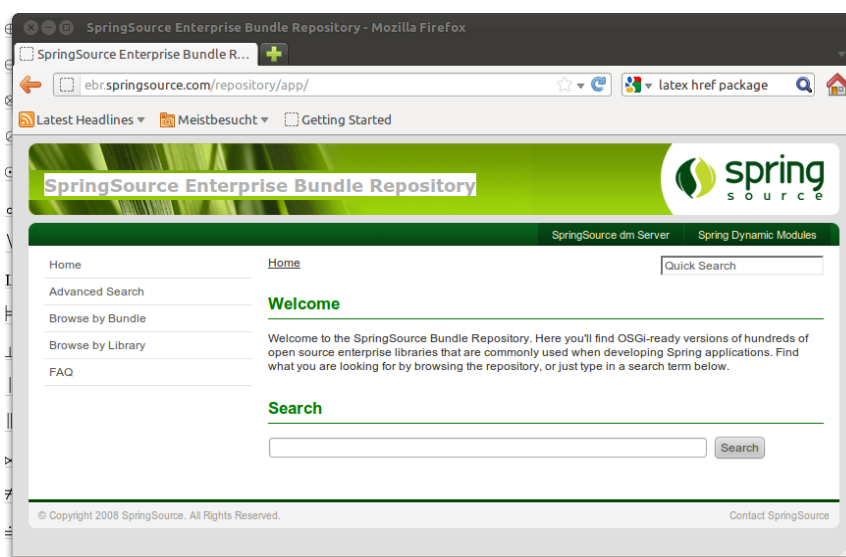 SpringSource Enterprise Bundle Repository - Mozilla Firefox
SpringSource Enterprise Bundle R...
ebr.springsource.com/repository/app/
latex href package
Latest Headlines
Meistbesucht
Getting Started
SpringSource Enterprise Bundle Repository
spring
source
SpringSource dm Server
Spring Dynamic Modules
Home
Advanced Search
Browse by Bundle
Browse by Library
FAQ
Home
Quick Search
Welcome
Welcome to the SpringSource Bundle Repository. Here you'll find OSGi-ready versions of hundreds of
open source enterprise libraries that are commonly used when developing Spring applications. Find
what you are looking for by browsing the repository, or just type in a search term below.
Search
Search
© Copyright 2008 SpringSource. All Rights Reserved.
Contact SpringSource